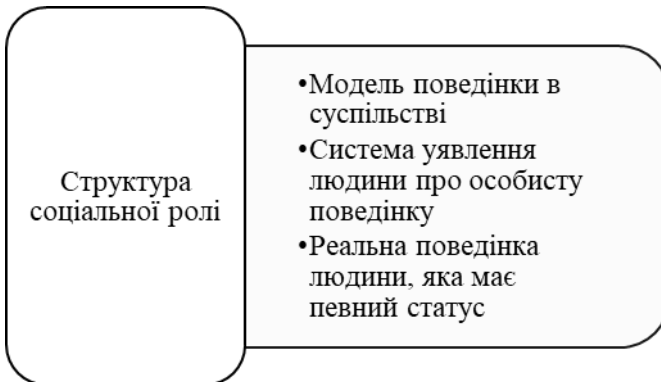 Структура
соціальної ролі
•Модель поведінки в
суспільстві
•Система уявлення
людини про особисту
поведінку
•Реальна поведінка
людини, яка має
певний статус